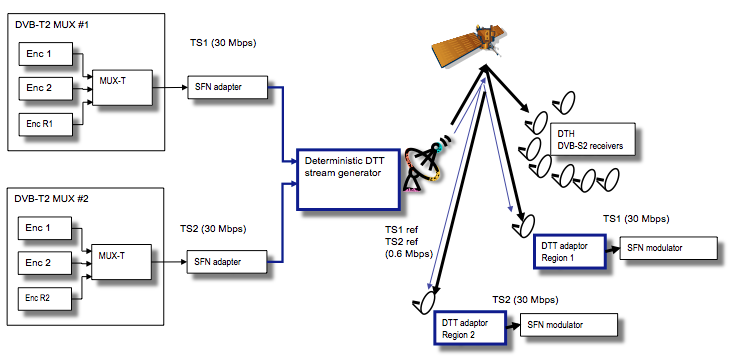 DVB-T2 MUX #1
TS1 (30 Mbps)
Enc 1
MUX-T
Enc 2
SFN adapter
Enc R1
DTH
DVB-S2 receivers
Deterministic DTT
stream generator
DVB-T2 MUX #2
Enc 1
TS2 (30 Mbps)
MUX-T
Enc 2
SFN adapter
Enc R2
TS1 ref
TS2 ref
(0.6 Mbps)
TS1 (30 Mbps)
DTT adaptor
Region 1
SFN modulator
TS2 (30 Mbps)
DTT adaptor
Region 2
SFN modulator